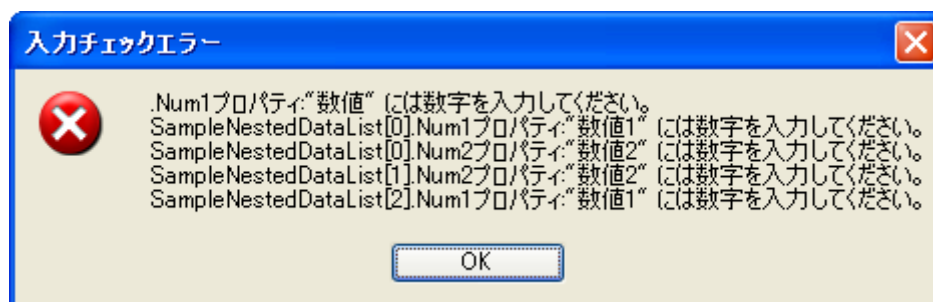 入力チェックエラー
.Num1プロパティ:"数値" には数字を入力してください。
SampleNestedDataList[0].Num1プロパティ:"数値1" には数字を入力してください。
SampleNestedDataList[0].Num2プロパティ:"数値2" には数字を入力してください。
SampleNestedDataList[1].Num2プロパティ:"数値2" には数字を入力してください。
SampleNestedDataList[2].Num1プロパティ:"数値1" には数字を入力してください。
OK